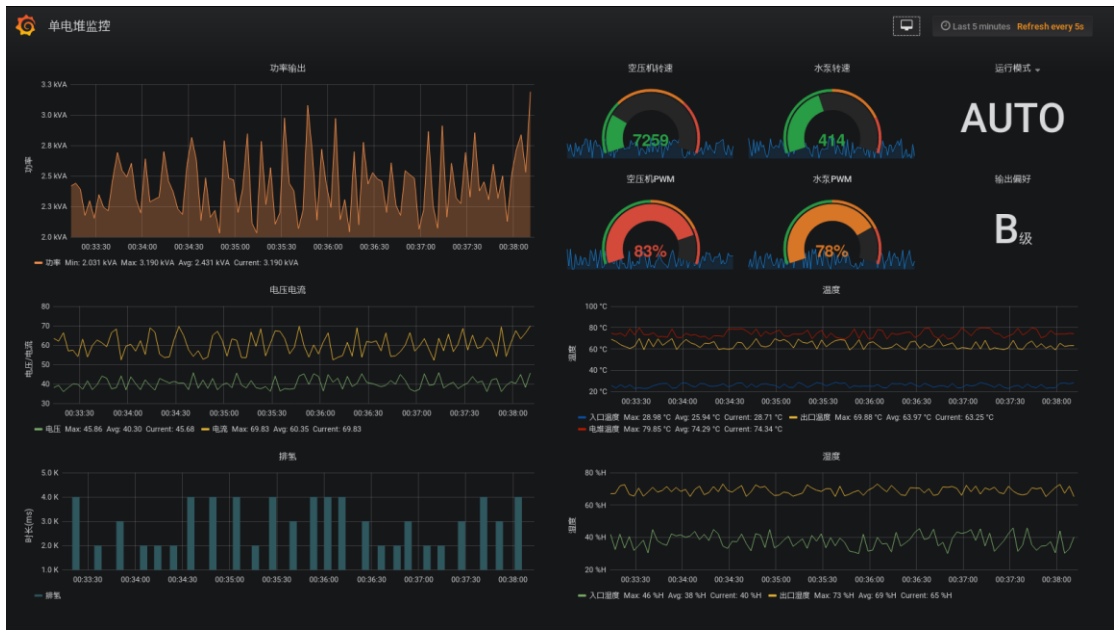 单电堆监控
Last 5 minutes Refresh every 5s
功率输出
3.3 kVA
3.0 kVA
2.8 kVA
2.5 kVA
2.3 kVA
2.0 kVA
功率
00:33:30 00:34:00 00:34:30 00:35:00 00:35:30 00:36:00 00:36:30 00:37:00 00:37:30 00:38:00
功率 Min: 2.031 kVA Max: 3.190 kVA Avg: 2.431 kVA Current: 3.190 kVA
空压机转速
7259
水泵转速
414
运行模式
AUTO
空压机PWM
83%
水泵PWM
78%
输出偏好
B级
电压电流
80
70
60
50
40
30
电压/电流
00:33:30 00:34:00 00:34:30 00:35:00 00:35:30 00:36:00 00:36:30 00:37:00 00:37:30 00:38:00
电压 Max: 45.86 Avg: 40.30 Current: 45.68 电流 Max: 69.83 Avg: 60.35 Current: 69.83
温度
100 °C
80 °C
60 °C
40 °C
20 °C
温度
00:33:30 00:34:00 00:34:30 00:35:00 00:35:30 00:36:00 00:36:30 00:37:00 00:37:30 00:38:00
入口温度 Max: 28.98 °C Avg: 25.94 °C Current: 28.71 °C 出口温度 Max: 69.88 °C Avg: 63.97 °C Current: 63.25 °C
电堆温度 Max: 79.85 °C Avg: 74.29 °C Current: 74.34 °C
排氢
5.0 K
4.0 K
3.0 K
2.0 K
1.0 K
时长(ms)
00:33:30 00:34:00 00:34:30 00:35:00 00:35:30 00:36:00 00:36:30 00:37:00 00:37:30 00:38:00
排氢
湿度
80 %H
60 %H
40 %H
20 %H
湿度
00:33:30 00:34:00 00:34:30 00:35:00 00:35:30 00:36:00 00:36:30 00:37:00 00:37:30 00:38:00
入口湿度 Max: 46 %H Avg: 38 %H Current: 40 %H 出口湿度 Max: 73 %H Avg: 69 %H Current: 65 %H